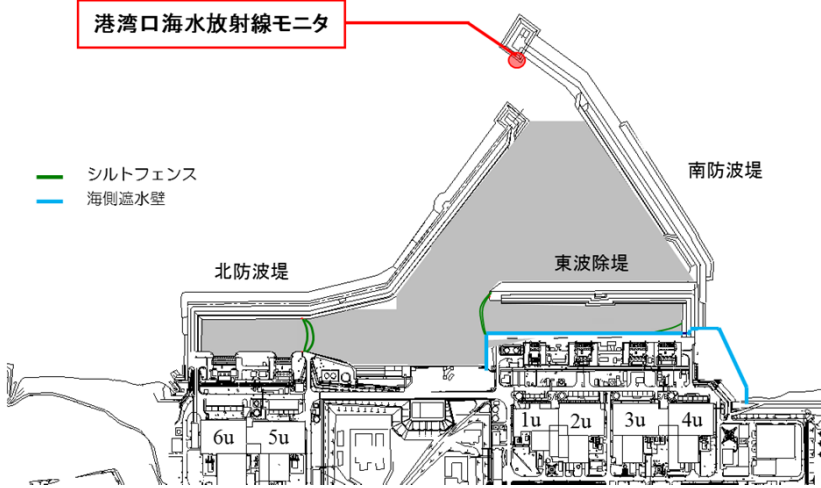 港湾口海水放射線モニタ
シルトフェンス
海側遮水壁
南防波堤
北防波堤
東波除堤
6u
5u
1u
2u
3u
4u